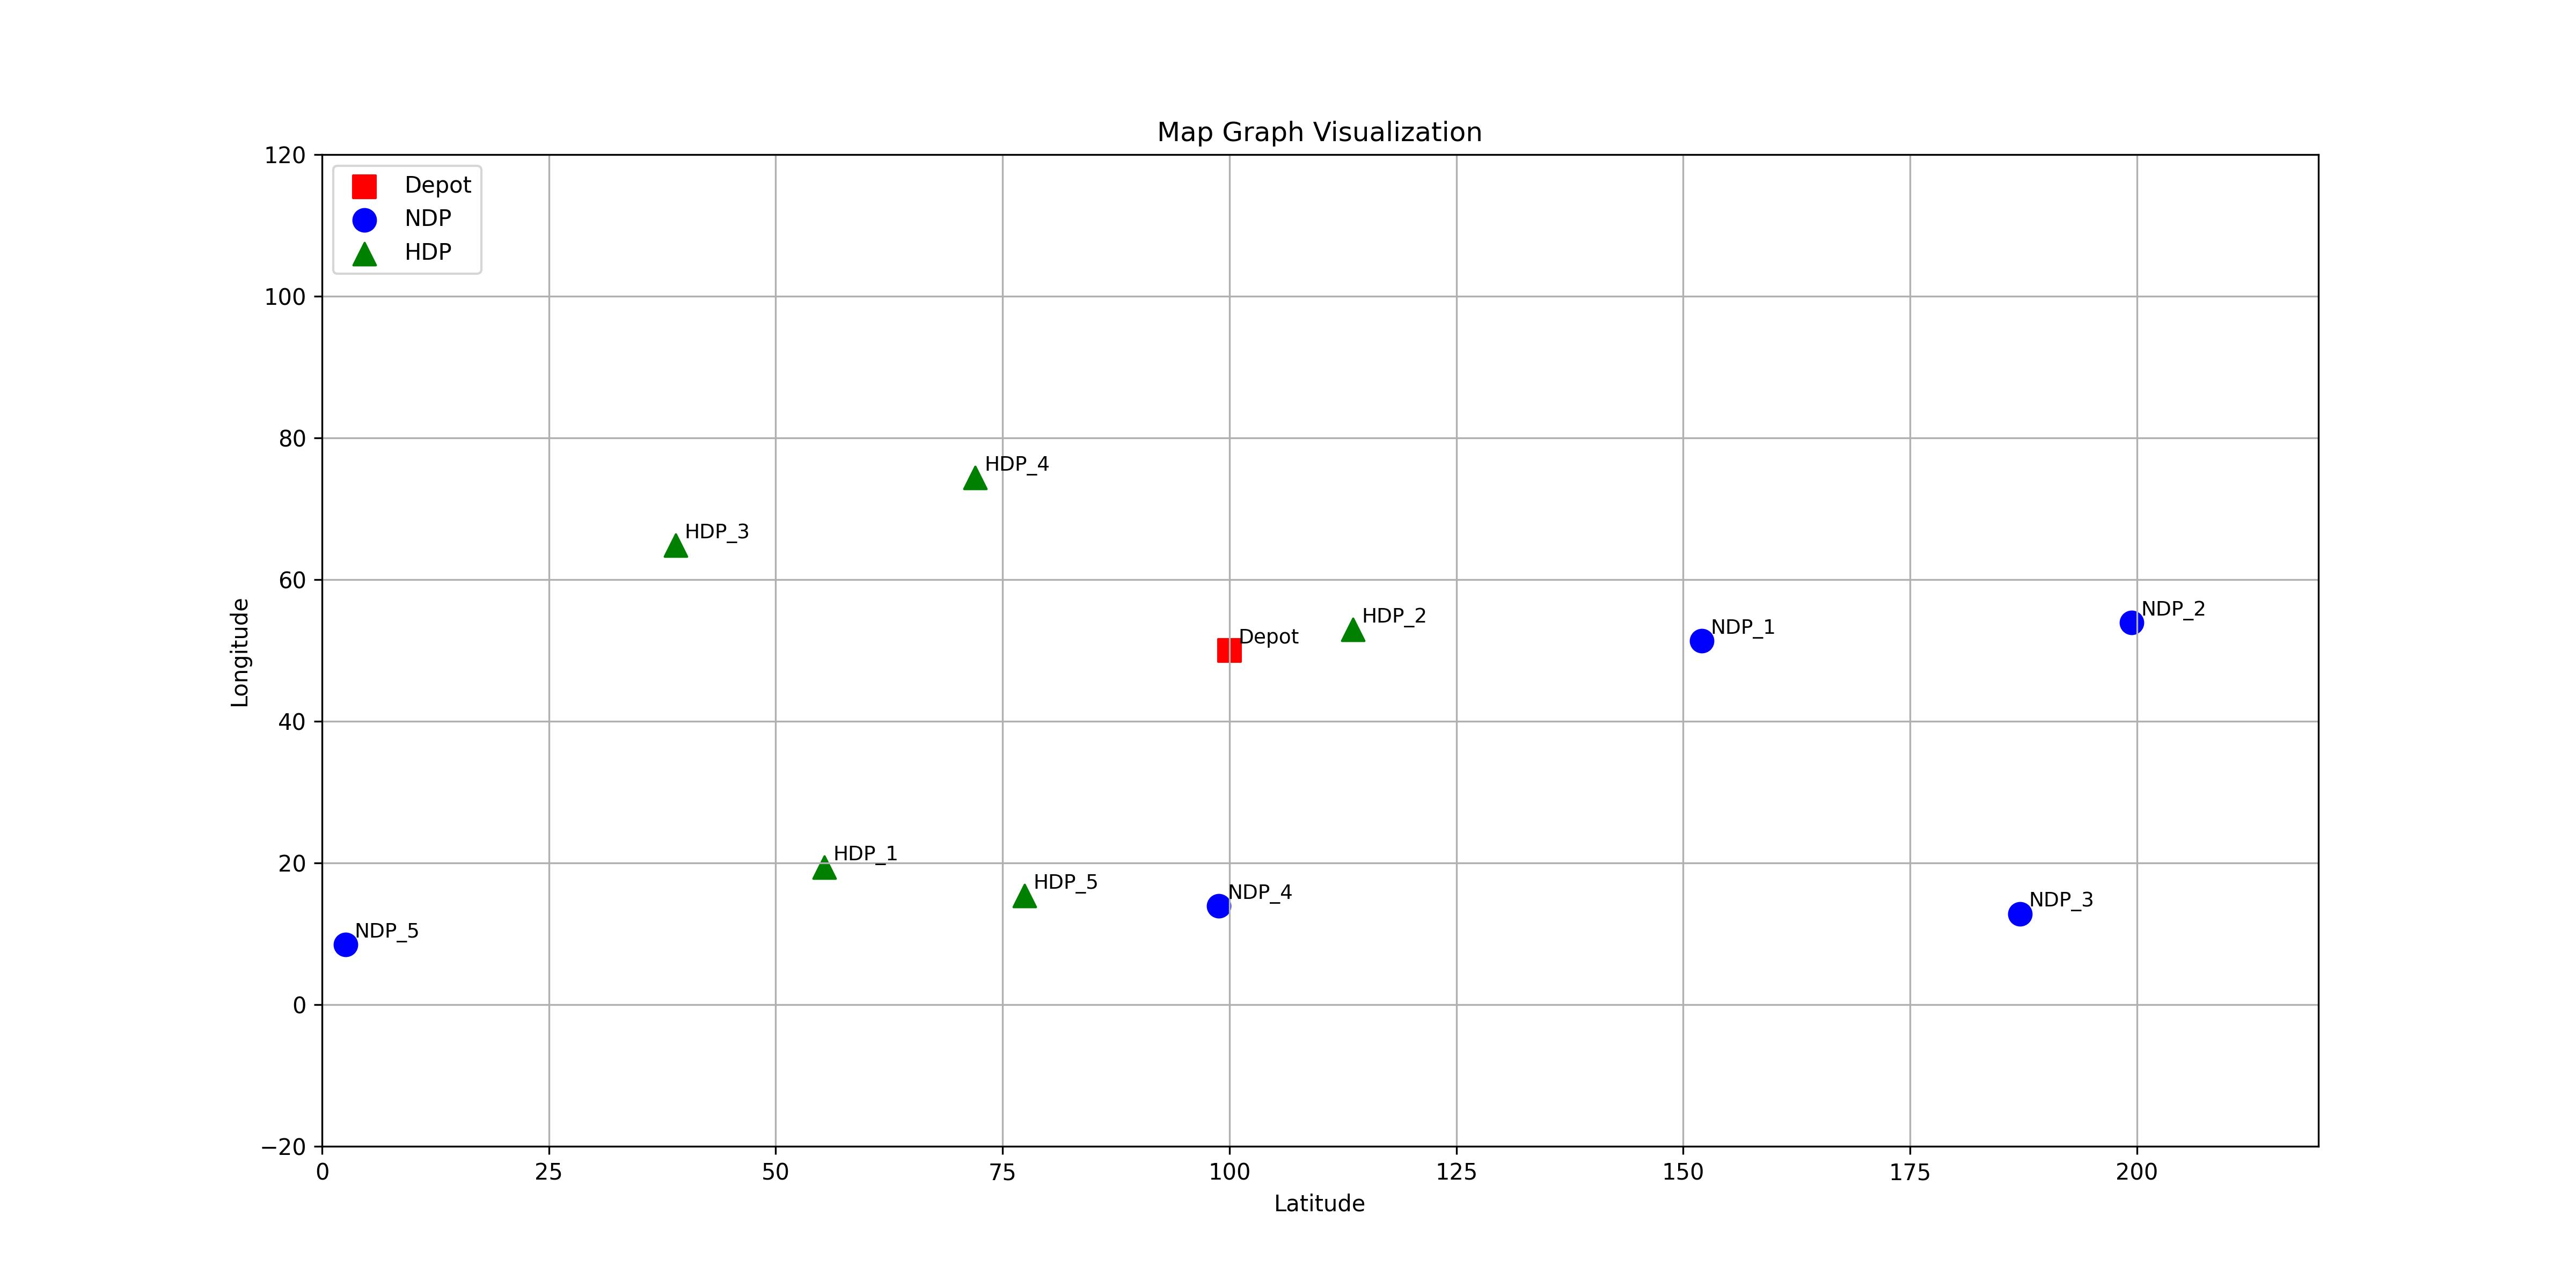 Map Graph Visualization
120
100
80
60
40
20
0
−20
Longitude
Depot
NDP
HDP
HDP_4
HDP_3
NDP_2
HDP_2
NDP_1
Depot
HDP_1
HDP_5
NDP_4
NDP_3
NDP_5
0 25 50 75 100 125 150 175 200
Latitude